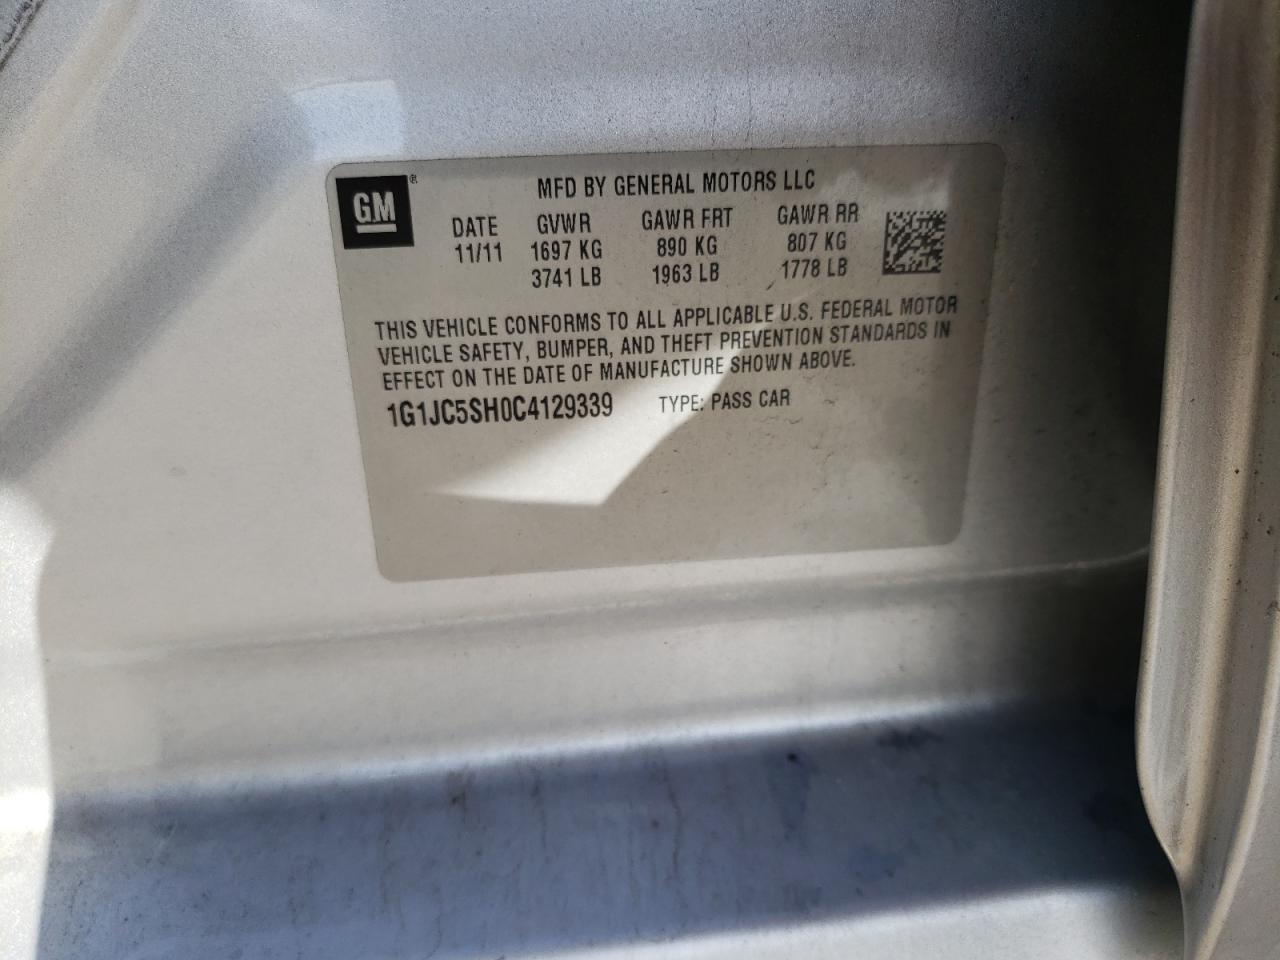 GM®
MFD BY GENERAL MOTORS LLC
DATE GVWR GAWR FRT GAWR RR
11/11 1697 KG 890 KG 807 KG
3741 LB 1963 LB 1778 LB
THIS VEHICLE CONFORMS TO ALL APPLICABLE U.S. FEDERAL MOTOR
VEHICLE SAFETY, BUMPER, AND THEFT PREVENTION STANDARDS IN
EFFECT ON THE DATE OF MANUFACTURE SHOWN ABOVE.
1G1JC5SH0C4129339 TYPE: PASS CAR